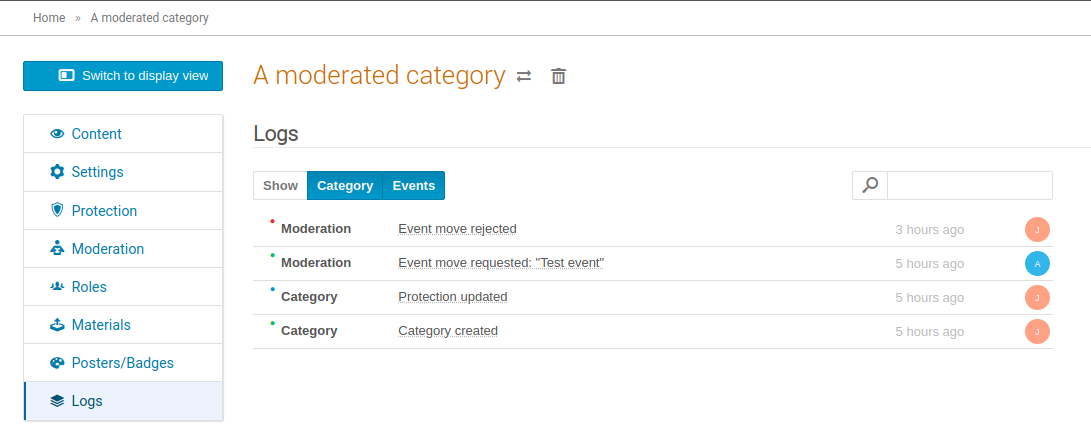 Home » A moderated category
Switch to display view
A moderated category
Content
Settings
Protection
Moderation
Roles
Materials
Posters/Badges
Logs
Logs
Show Category Events
Moderation Event move rejected 3 hours ago J
Moderation Event move requested: "Test event" 5 hours ago A
Category Protection updated 5 hours ago J
Category Category created 5 hours ago J